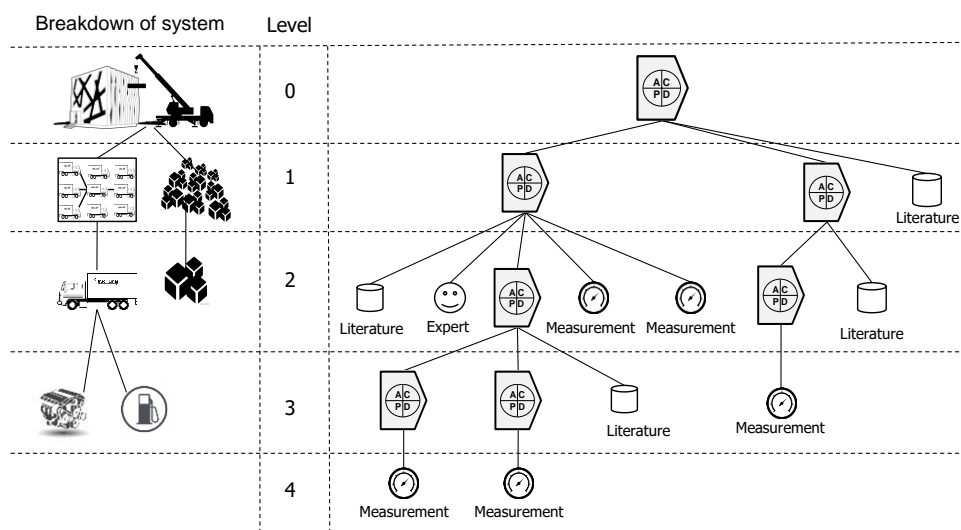 Breakdown of system
Level
0
A C
P D
1
A C
P D
A C
P D
Literature
2
Literature
Expert
A C
P D
Measurement
Measurement
A C
P D
Literature
3
A C
P D
A C
P D
Literature
Measurement
4
Measurement
Measurement